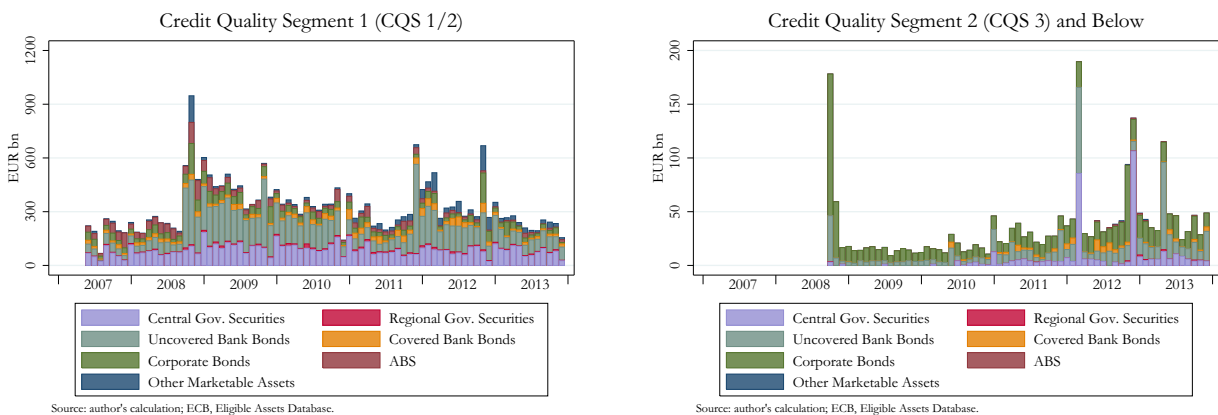 Credit Quality Segment 1 (CQS 1/2)
EUR bn
1200
900
600
300
0
2007 2008 2009 2010 2011 2012 2013
Central Gov. Securities Regional Gov. Securities
Uncovered Bank Bonds Covered Bank Bonds
Corporate Bonds ABS
Other Marketable Assets
Source: author's calculation; ECB, Eligible Assets Database.
Credit Quality Segment 2 (CQS 3) and Below
EUR bn
200
150
100
50
0
2007 2008 2009 2010 2011 2012 2013
Central Gov. Securities Regional Gov. Securities
Uncovered Bank Bonds Covered Bank Bonds
Corporate Bonds ABS
Other Marketable Assets
Source: author's calculation; ECB, Eligible Assets Database.